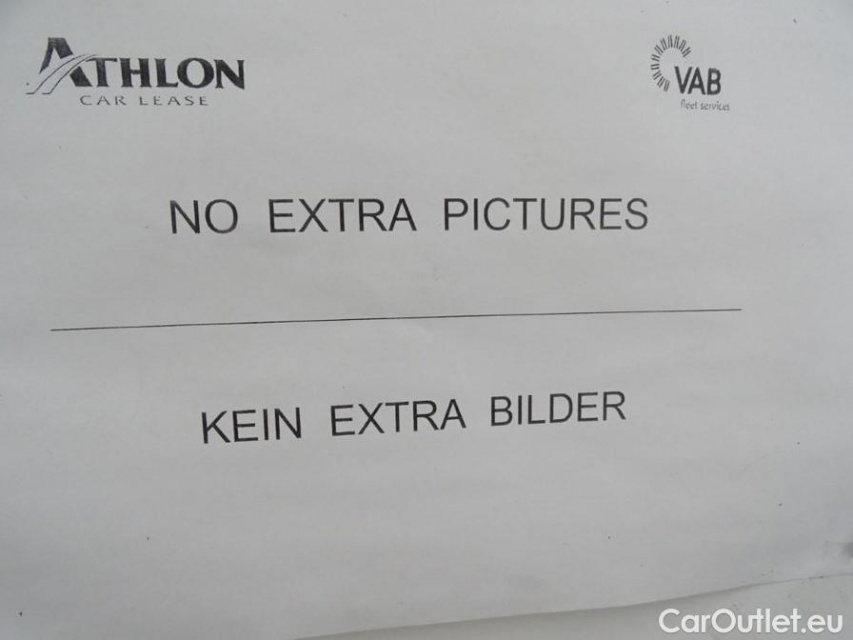 ATHLON
CAR LEASE
VAB
fleet services
NO EXTRA PICTURES
KEIN EXTRA BILDER
CarOutlet.eu